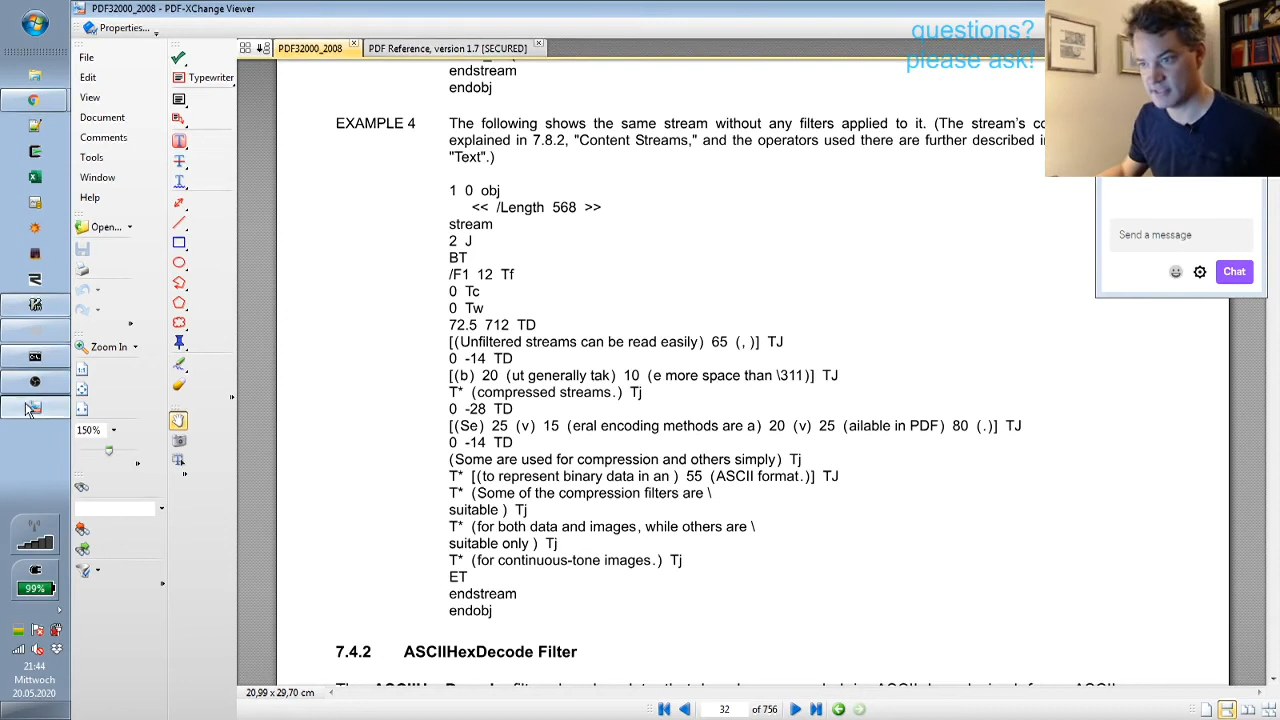 PDF32000_2008 - PDF-XChange Viewer
Properties...
questions?
please ask!
PDF32000_2008
PDF Reference, version 1.7 [SECURED]
File
Edit
View
Document
Comments
Tools
Window
Help
Open...
Zoom In
150%
Typewriter
endstream
endobj
EXAMPLE 4 The following shows the same stream without any filters applied to it. (The stream's co
explained in 7.8.2, "Content Streams," and the operators used there are further described i
"Text".)
1 0 obj
<< /Length 568 >>
stream
2 J
BT
/F1 12 Tf
0 Tc
0 Tw
72.5 712 TD
[(Unfiltered streams can be read easily) 65 (, )] TJ
0 -14 TD
[(b) 20 (ut generally tak) 10 (e more space than \311)] TJ
T* (compressed streams.) Tj
0 -28 TD
[(Se) 25 (v) 15 (eral encoding methods are a) 20 (v) 25 (ailable in PDF) 80 (.)] TJ
0 -14 TD
(Some are used for compression and others simply) Tj
T* [(to represent binary data in an ) 55 (ASCII format.)] TJ
T* (Some of the compression filters are \
suitable ) Tj
T* (for both data and images, while others are \
suitable only ) Tj
T* (for continuous-tone images.) Tj
ET
endstream
endobj
7.4.2 ASCIIHexDecode Filter
Send a message
Chat
99%
21:44
Mittwoch
20.05.2020
20,99 x 29,70 cm
32 of 756